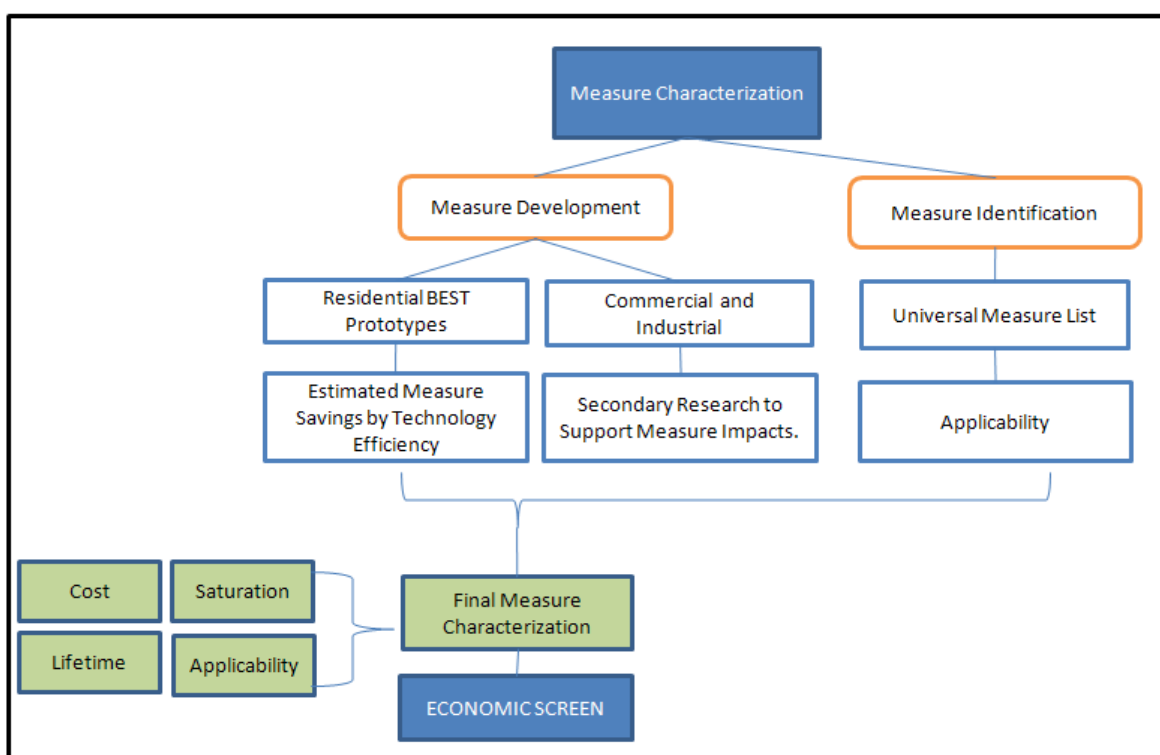 Measure Characterization
Measure Development
Measure Identification
Residential BEST
Prototypes
Commercial and
Industrial
Universal Measure List
Estimated Measure
Savings by Technology
Efficiency
Secondary Research to
Support Measure Impacts.
Applicability
Cost
Saturation
Final Measure
Characterization
Lifetime
Applicability
ECONOMIC SCREEN